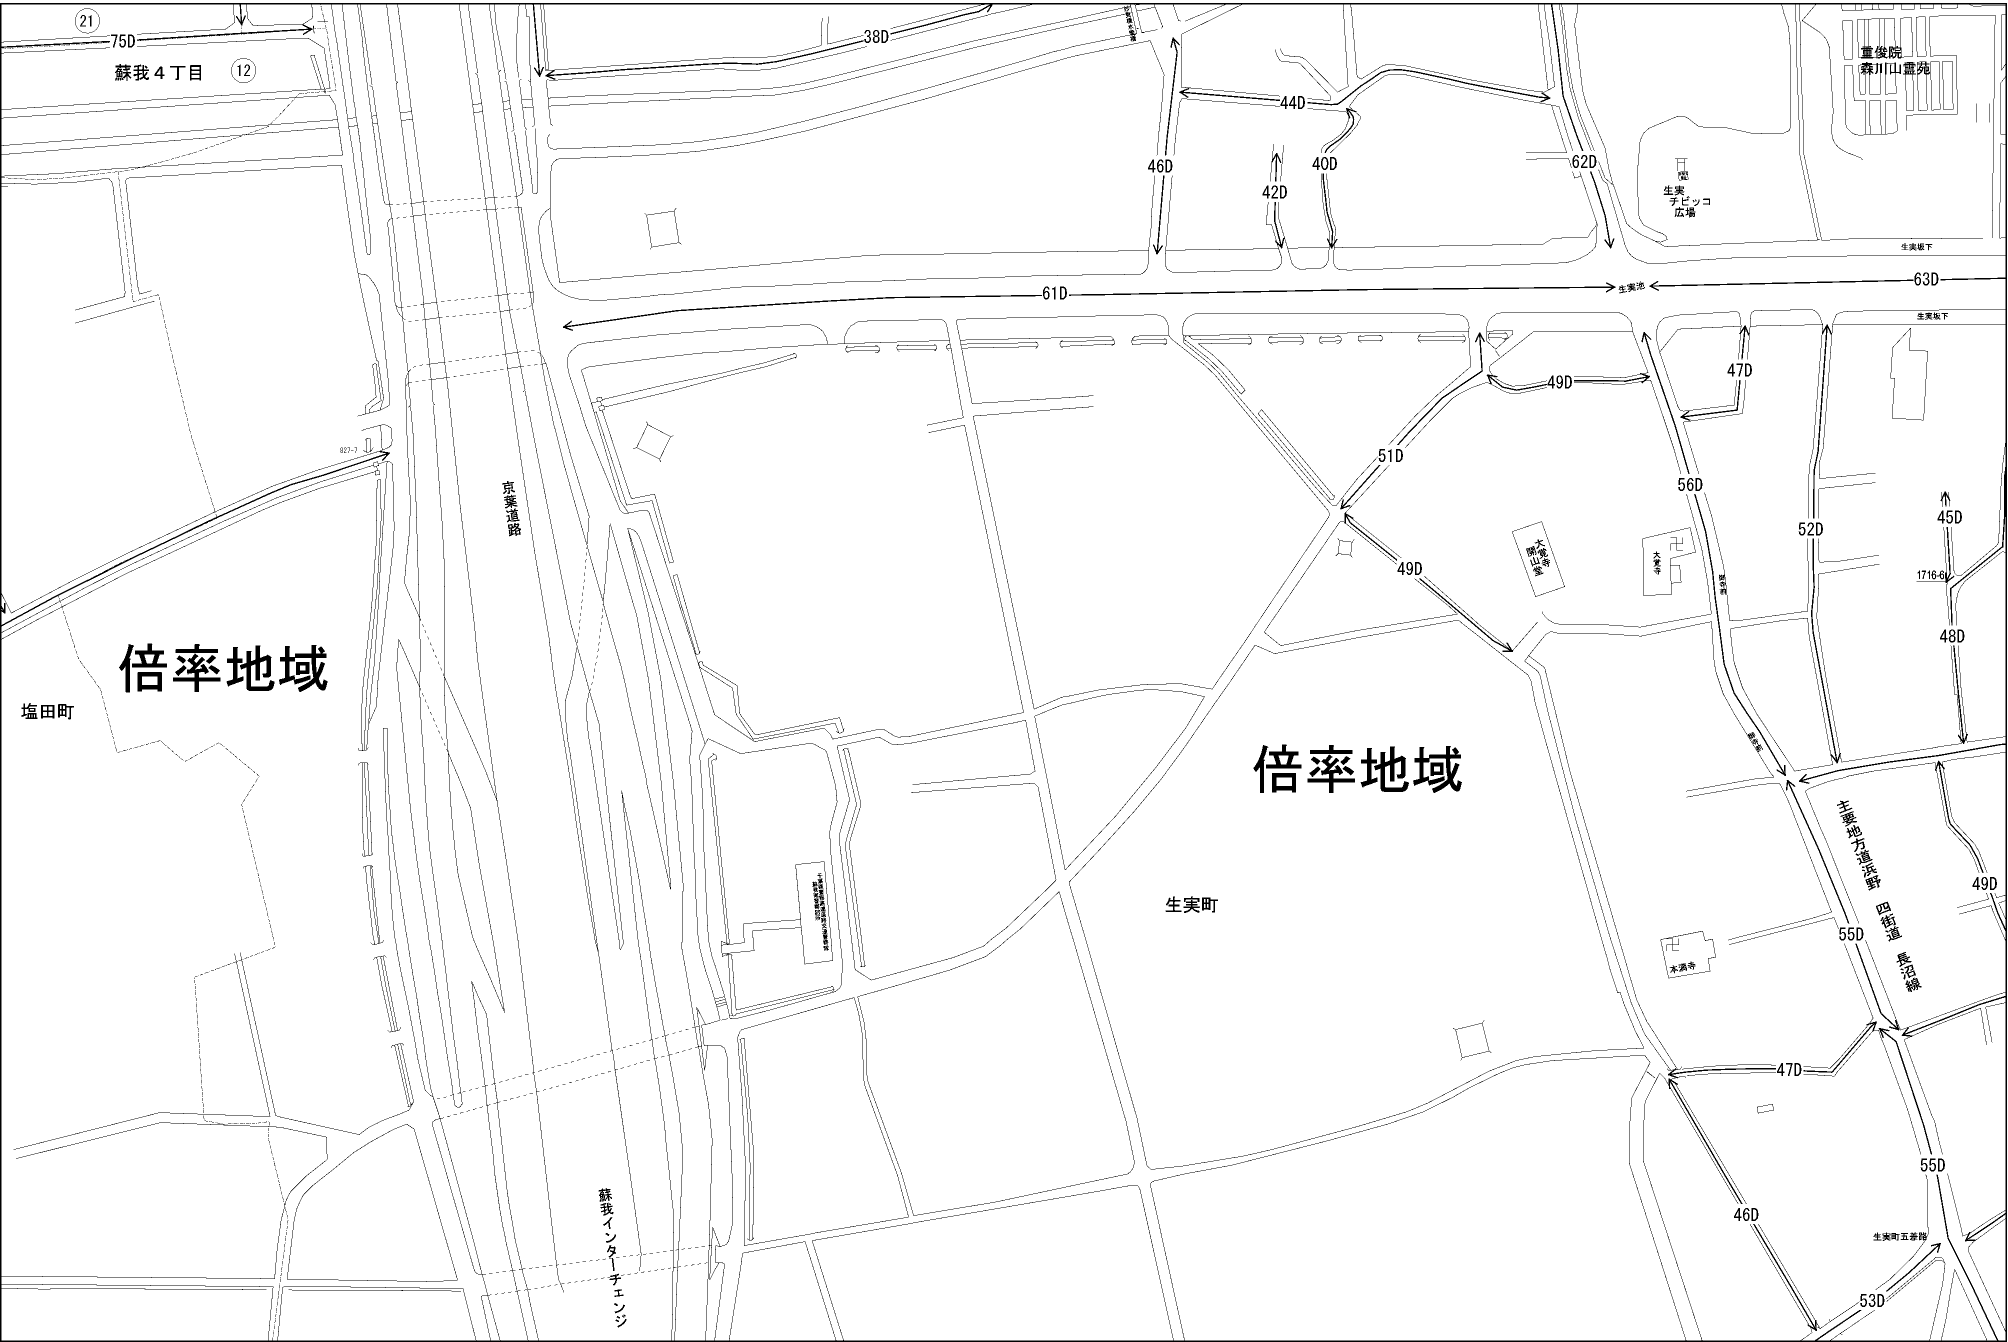 21
75D
蘇我４丁目
12
38D
重俊院
森川山霊苑
44D
46D
42D
40D
62D
生実
チビッコ
広場
生実坂下
61D
生実池
63D
生実坂下
47D
49D
827-7
51D
56D
京葉道路
52D
45D
大覚寺
開山堂
大覚寺
49D
1716-6
48D
倍率地域
塩田町
倍率地域
主要地方道浜野　四街道　長沼線
49D
生実町
55D
本満寺
47D
55D
46D
蘇我インターチェンジ
生実町五差路
53D